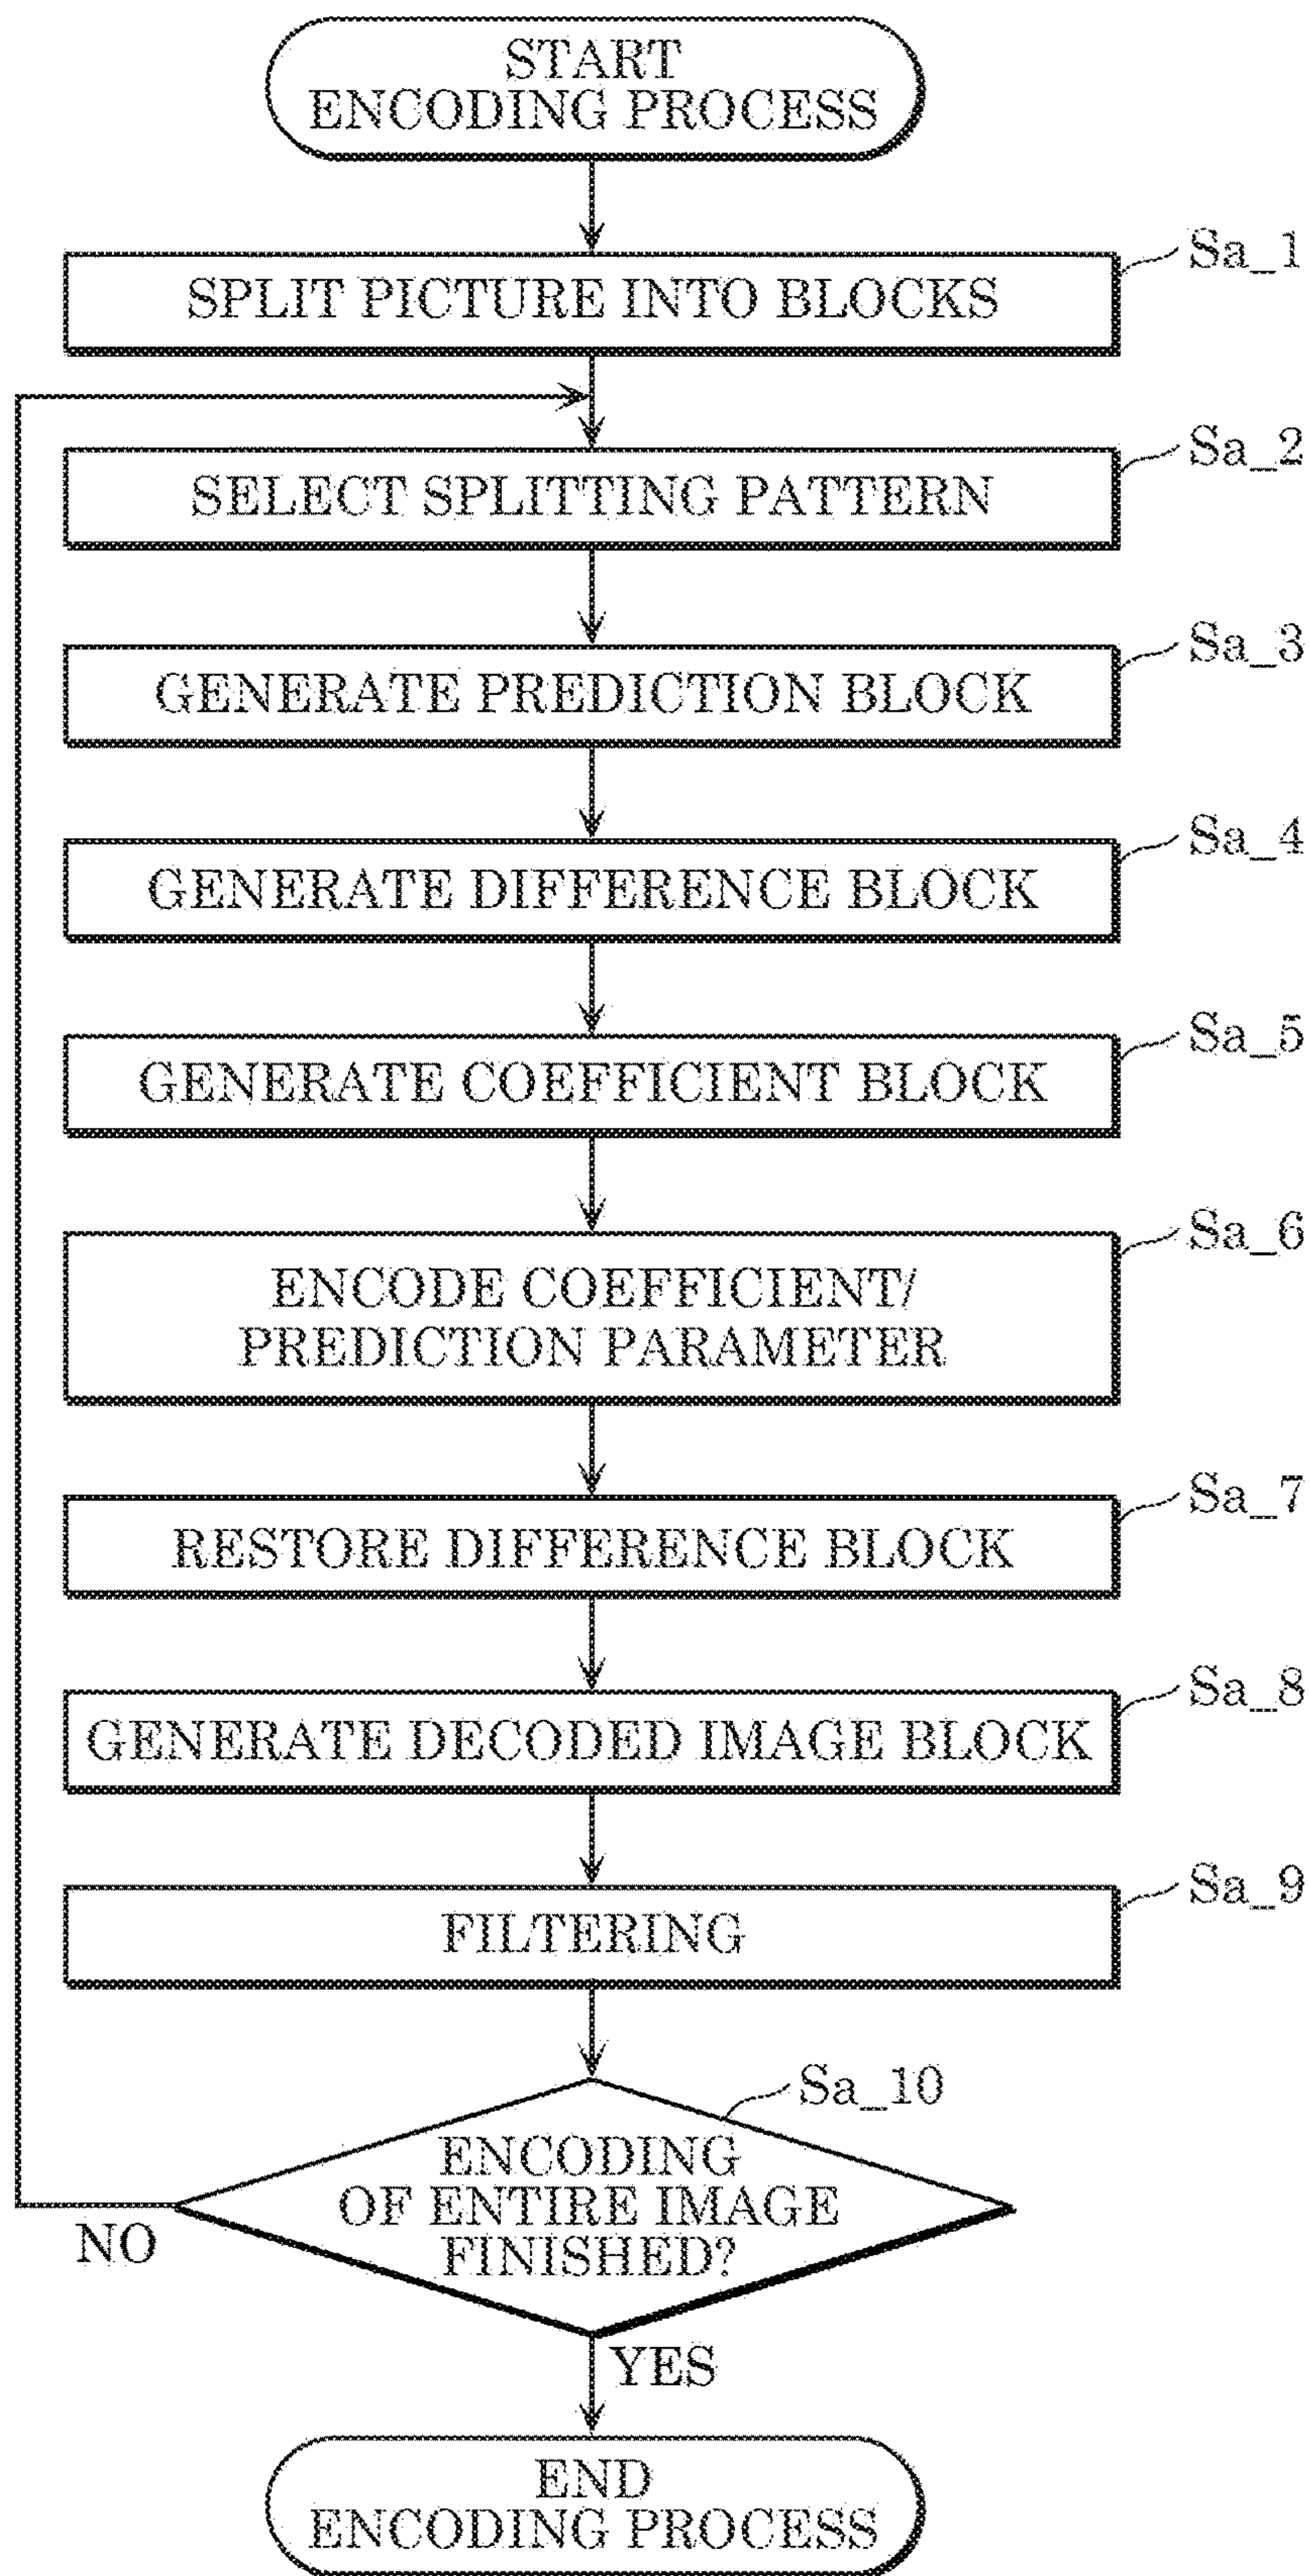 START
ENCODING PROCESS
Sa_1
SPLIT PICTURE INTO BLOCKS
Sa_2
SELECT SPLITTING PATTERN
Sa_3
GENERATE PREDICTION BLOCK
Sa_4
GENERATE DIFFERENCE BLOCK
Sa_5
GENERATE COEFFICIENT BLOCK
Sa_6
ENCODE COEFFICIENT/
PREDICTION PARAMETER
Sa_7
RESTORE DIFFERENCE BLOCK
Sa_8
GENERATE DECODED IMAGE BLOCK
Sa_9
FILTERING
Sa_10
ENCODING
OF ENTIRE IMAGE
FINISHED?
NO
YES
END
ENCODING PROCESS